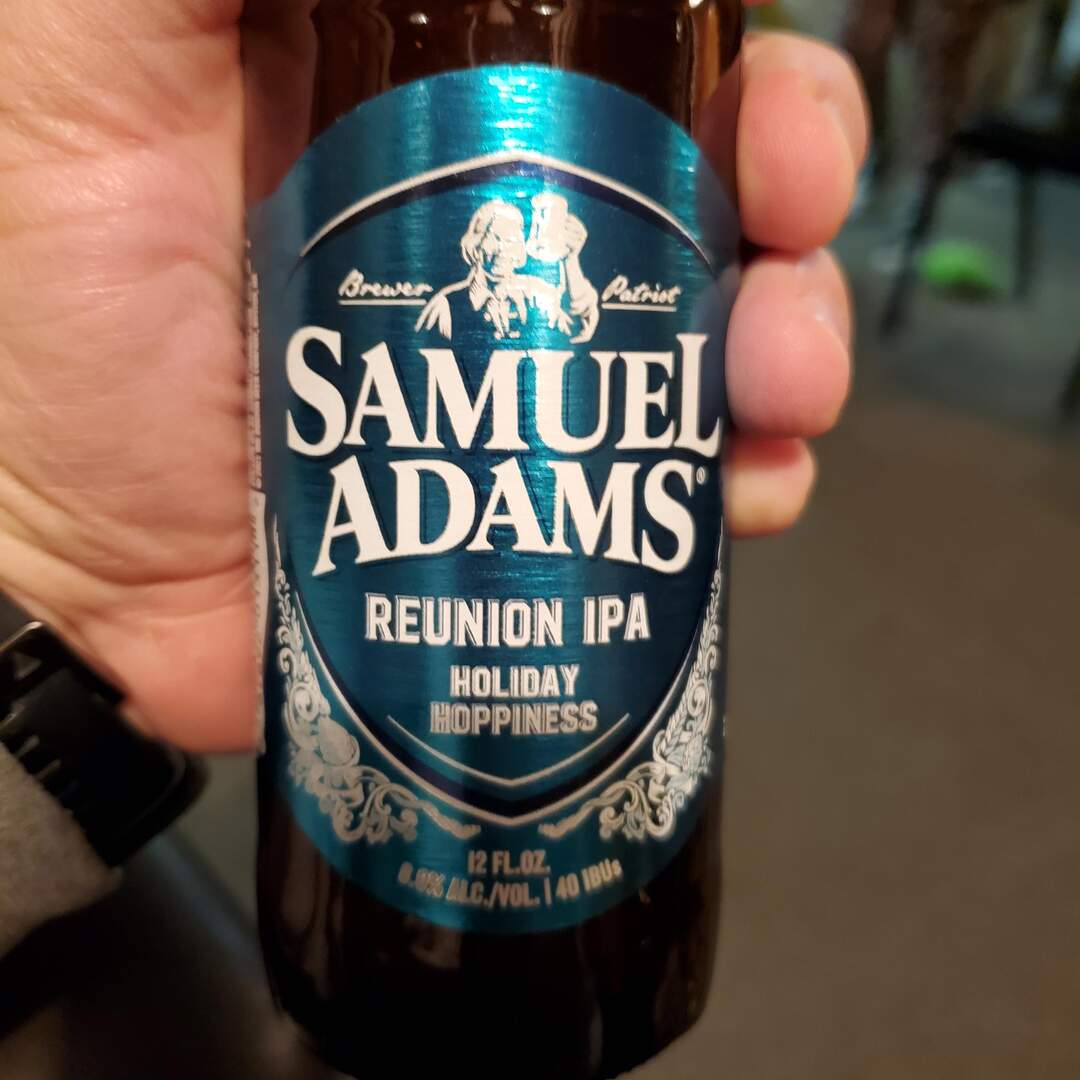 Brewer Patriot
SAMUEL
ADAMS®
REUNION IPA
HOLIDAY
HOPPINESS
12 FL.OZ.
ALC./VOL. | 40 IBUs